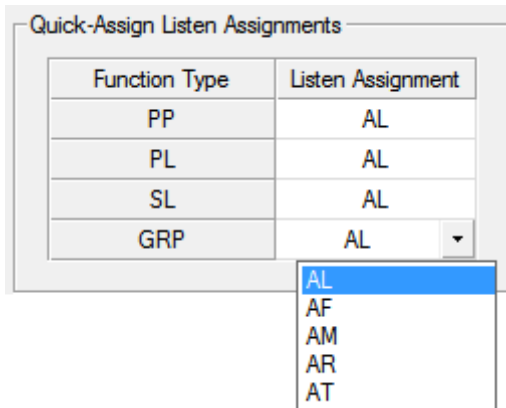 Quick-Assign Listen Assignments
Function Type Listen Assignment
PP AL
PL AL
SL AL
GRP AL
AL
AF
AM
AR
AT